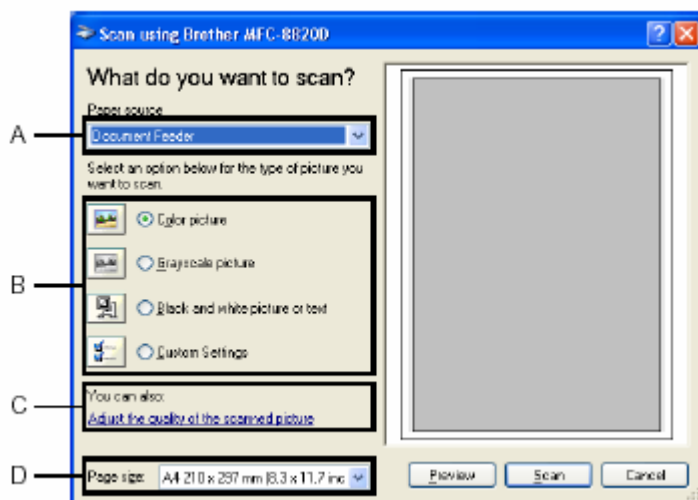 Scan using Brother MFC-8820D
What do you want to scan?
Paper source
A
Document Feeder
Select an option below for the type of picture you
want to scan.
Color picture
Grayscale picture
B
Black and white picture or text
Custom Settings
You can also:
C
Adjust the quality of the scanned picture
D
Page size: A4 210 x 297 mm (8.3 x 11.7 inc
Preview Scan Cancel